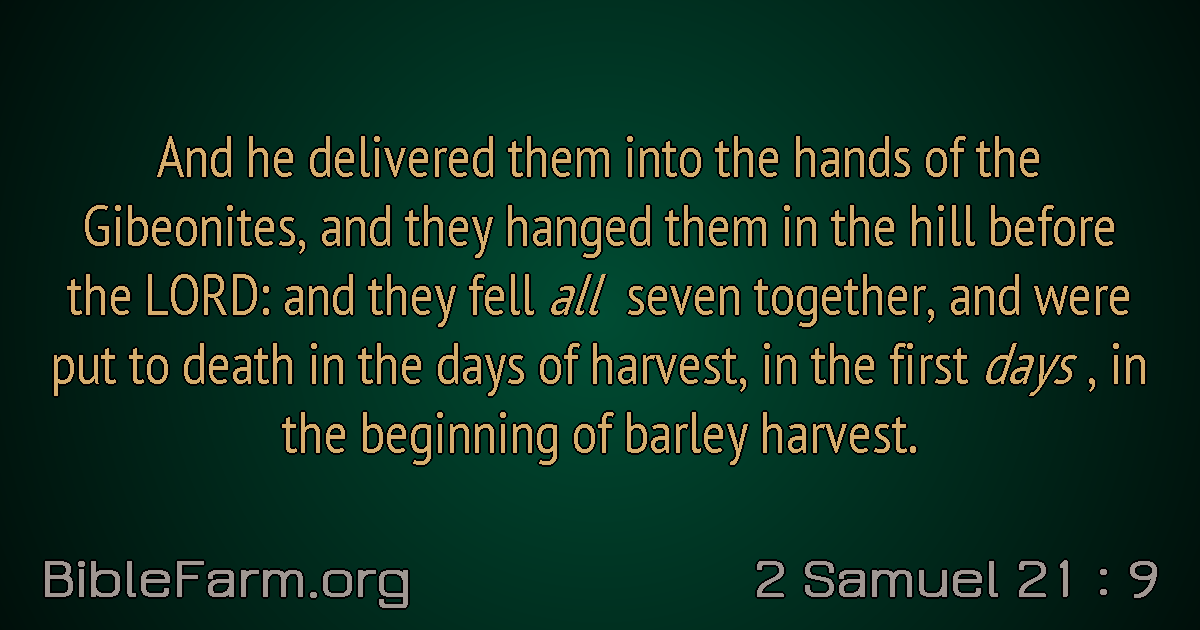 And he delivered them into the hands of the
Gibeonites, and they hanged them in the hill before
the LORD: and they fell all seven together, and were
put to death in the days of harvest, in the first days , in
the beginning of barley harvest.
BibleFarm.org
2 Samuel 21 : 9